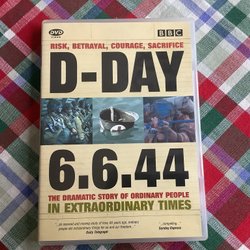 DVD
BBC
RISK, BETRAYAL, COURAGE, SACRIFICE
D-DAY
6.6.44
THE DRAMATIC STORY OF ORDINARY PEOPLE
IN EXTRAORDINARY TIMES
Daily Telegraph
Sunday Express